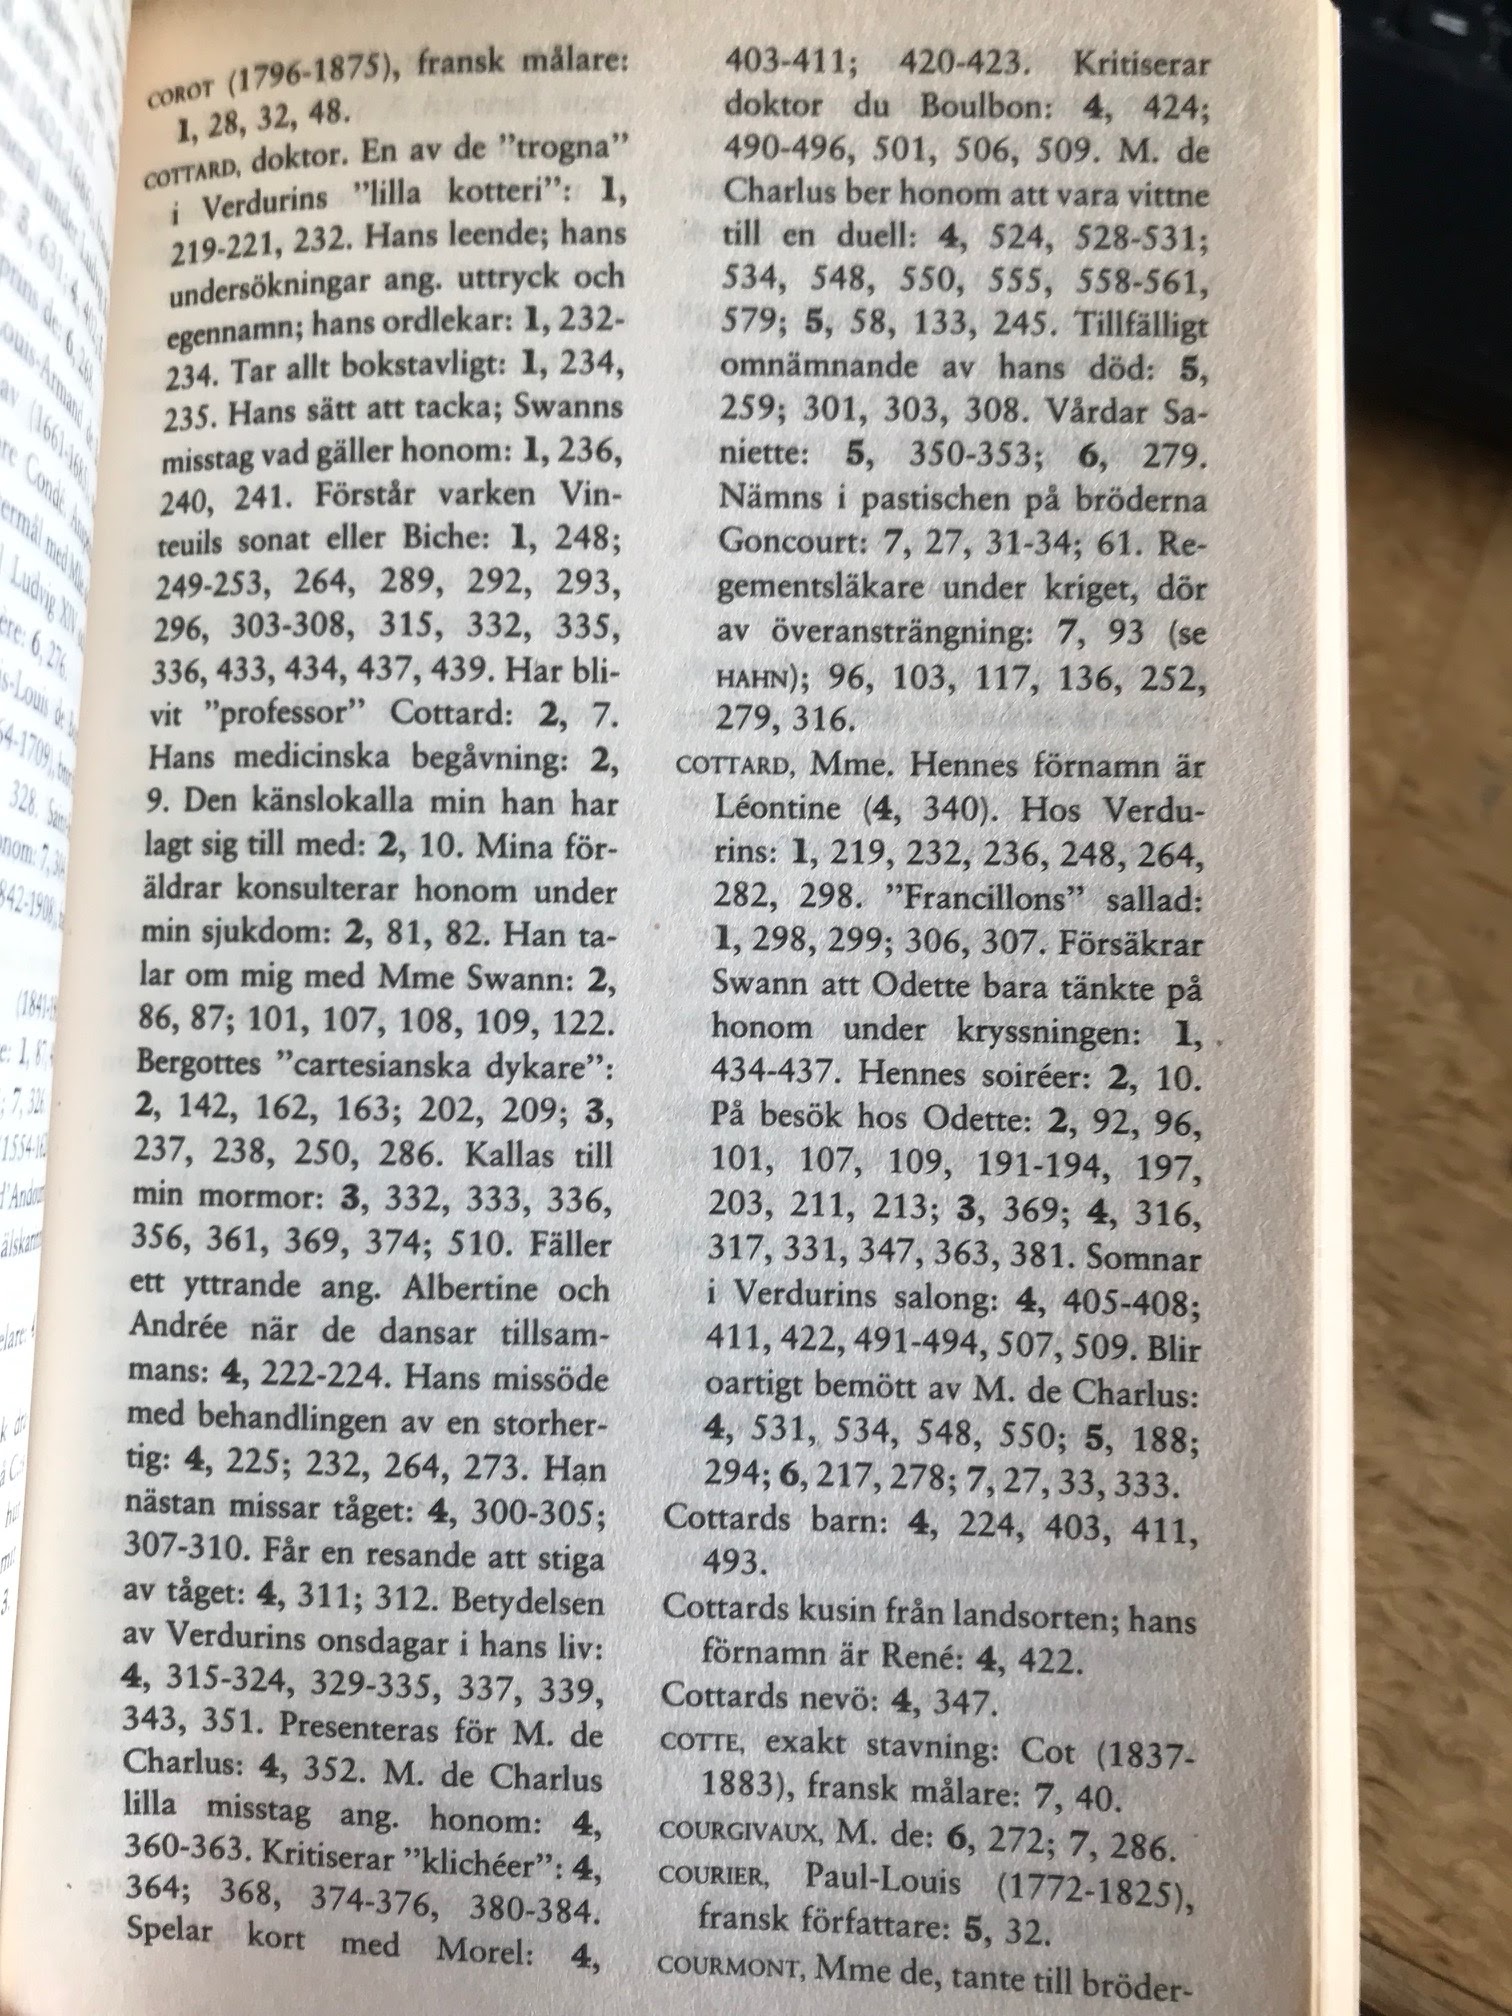 COROT (1796-1875), fransk målare:
1, 28, 32, 48.
COTTARD, doktor. En av de ”trogna”
i Verdurins ”lilla kotteri”: 1,
219-221, 232. Hans leende; hans
undersökningar ang. uttryck och
egennamn; hans ordlekar: 1, 232-
234. Tar allt bokstavligt: 1, 234,
235. Hans sätt att tacka; Swanns
misstag vad gäller honom: 1, 236,
240, 241. Förstår varken Vin-
teuils sonat eller Biche: 1, 248;
249-253, 264, 289, 292, 293,
296, 303-308, 315, 332, 335,
336, 433, 434, 437, 439. Har bli-
vit ”professor” Cottard: 2, 7.
Hans medicinska begåvning: 2,
9. Den känslokalla min han har
lagt sig till med: 2, 10. Mina för-
äldrar konsulterar honom under
min sjukdom: 2, 81, 82. Han ta-
lar om mig med Mme Swann: 2,
86, 87; 101, 107, 108, 109, 122.
Bergottes ”cartesianska dykare”:
2, 142, 162, 163; 202, 209; 3,
237, 238, 250, 286. Kallas till
min mormor: 3, 332, 333, 336,
356, 361, 369, 374; 510. Fäller
ett yttrande ang. Albertine och
Andrée när de dansar tillsam-
mans: 4, 222-224. Hans missöde
med behandlingen av en storher-
tig: 4, 225; 232, 264, 273. Han
nästan missar tåget: 4, 300-305;
307-310. Får en resande att stiga
av tåget: 4, 311; 312. Betydelsen
av Verdurins onsdagar i hans liv:
4, 315-324, 329-335, 337, 339,
343, 351. Presenteras för M. de
Charlus: 4, 352. M. de Charlus
lilla misstag ang. honom: 4,
360-363. Kritiserar ”klichéer”: 4,
364; 368, 374-376, 380-384.
Spelar kort med Morel: 4,
403-411; 420-423. Kritiserar
doktor du Boulbon: 4, 424;
490-496, 501, 506, 509. M. de
Charlus ber honom att vara vittne
till en duell: 4, 524, 528-531;
534, 548, 550, 555, 558-561,
579; 5, 58, 133, 245. Tillfälligt
omnämnande av hans död: 5,
259; 301, 303, 308. Vårdar Sa-
niette: 5, 350-353; 6, 279.
Nämns i pastischen på bröderna
Goncourt: 7, 27, 31-34; 61. Re-
gementsläkare under kriget, dör
av överansträngning: 7, 93 (se
HAHN); 96, 103, 117, 136, 252,
279, 316.
COTTARD, Mme. Hennes förnamn är
Léontine (4, 340). Hos Verdu-
rins: 1, 219, 232, 236, 248, 264,
282, 298. ”Francillons” sallad:
1, 298, 299; 306, 307. Försäkrar
Swann att Odette bara tänkte på
honom under kryssningen: 1,
434-437. Hennes soiréer: 2, 10.
På besök hos Odette: 2, 92, 96,
101, 107, 109, 191-194, 197,
203, 211, 213; 3, 369; 4, 316,
317, 331, 347, 363, 381. Somnar
i Verdurins salong: 4, 405-408;
411, 422, 491-494, 507, 509. Blir
oartigt bemött av M. de Charlus:
4, 531, 534, 548, 550; 5, 188;
294; 6, 217, 278; 7, 27, 33, 333.
Cottards barn: 4, 224, 403, 411,
493.
Cottards kusin från landsorten; hans
förnamn är René: 4, 422.
Cottards nevö: 4, 347.
COTTE, exakt stavning: Cot (1837-
1883), fransk målare: 7, 40.
COURGIVAUX, M. de: 6, 272; 7, 286.
COURIER, Paul-Louis (1772-1825),
fransk författare: 5, 32.
COURMONT, Mme de, tante till bröder-